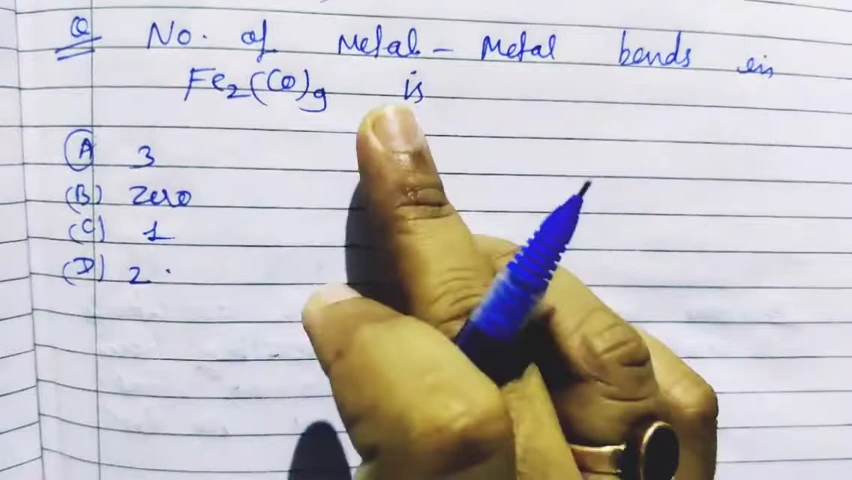 Q No. of Metal - Metal bonds in
Fe2(CO)9 is
(A) 3
(B) Zero
(C) 1
(D) 2.